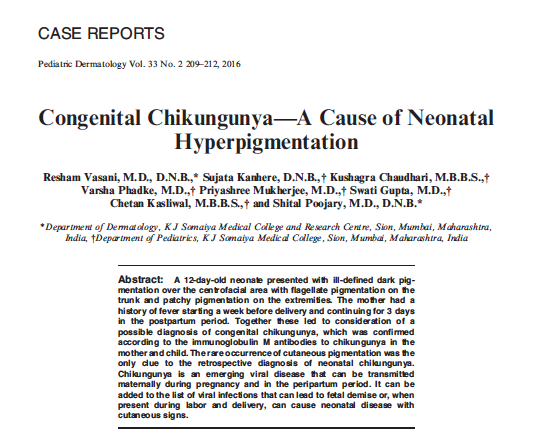 CASE REPORTS
Pediatric Dermatology Vol. 33 No. 2 209–212, 2016
Congenital Chikungunya—A Cause of Neonatal
Hyperpigmentation
Resham Vasani, M.D., D.N.B.,* Sujata Kanhere, D.N.B.,† Kushagra Chaudhari, M.B.B.S.,†
Varsha Phadke, M.D.,† Priyashree Mukherjee, M.D.,† Swati Gupta, M.D.,†
Chetan Kasliwal, M.B.B.S.,† and Shital Poojary, M.D., D.N.B.*
*Department of Dermatology, K J Somaiya Medical College and Research Centre, Sion, Mumbai, Maharashtra,
India, †Department of Pediatrics, K J Somaiya Medical College, Sion, Mumbai, Maharashtra, India
Abstract: A 12-day-old neonate presented with ill-defined dark pig-
mentation over the centrofacial area with flagellate pigmentation on the
trunk and patchy pigmentation on the extremities. The mother had a
history of fever starting a week before delivery and continuing for 3 days
in the postpartum period. Together these led to consideration of a
possible diagnosis of congenital chikungunya, which was confirmed
according to the immunoglobulin M antibodies to chikungunya in the
mother and child. The rare occurrence of cutaneous pigmentation was the
only clue to the retrospective diagnosis of neonatal chikungunya.
Chikungunya is an emerging viral disease that can be transmitted
maternally during pregnancy and in the peripartum period. It can be
added to the list of viral infections that can lead to fetal demise or, when
present during labor and delivery, can cause neonatal disease with
cutaneous signs.